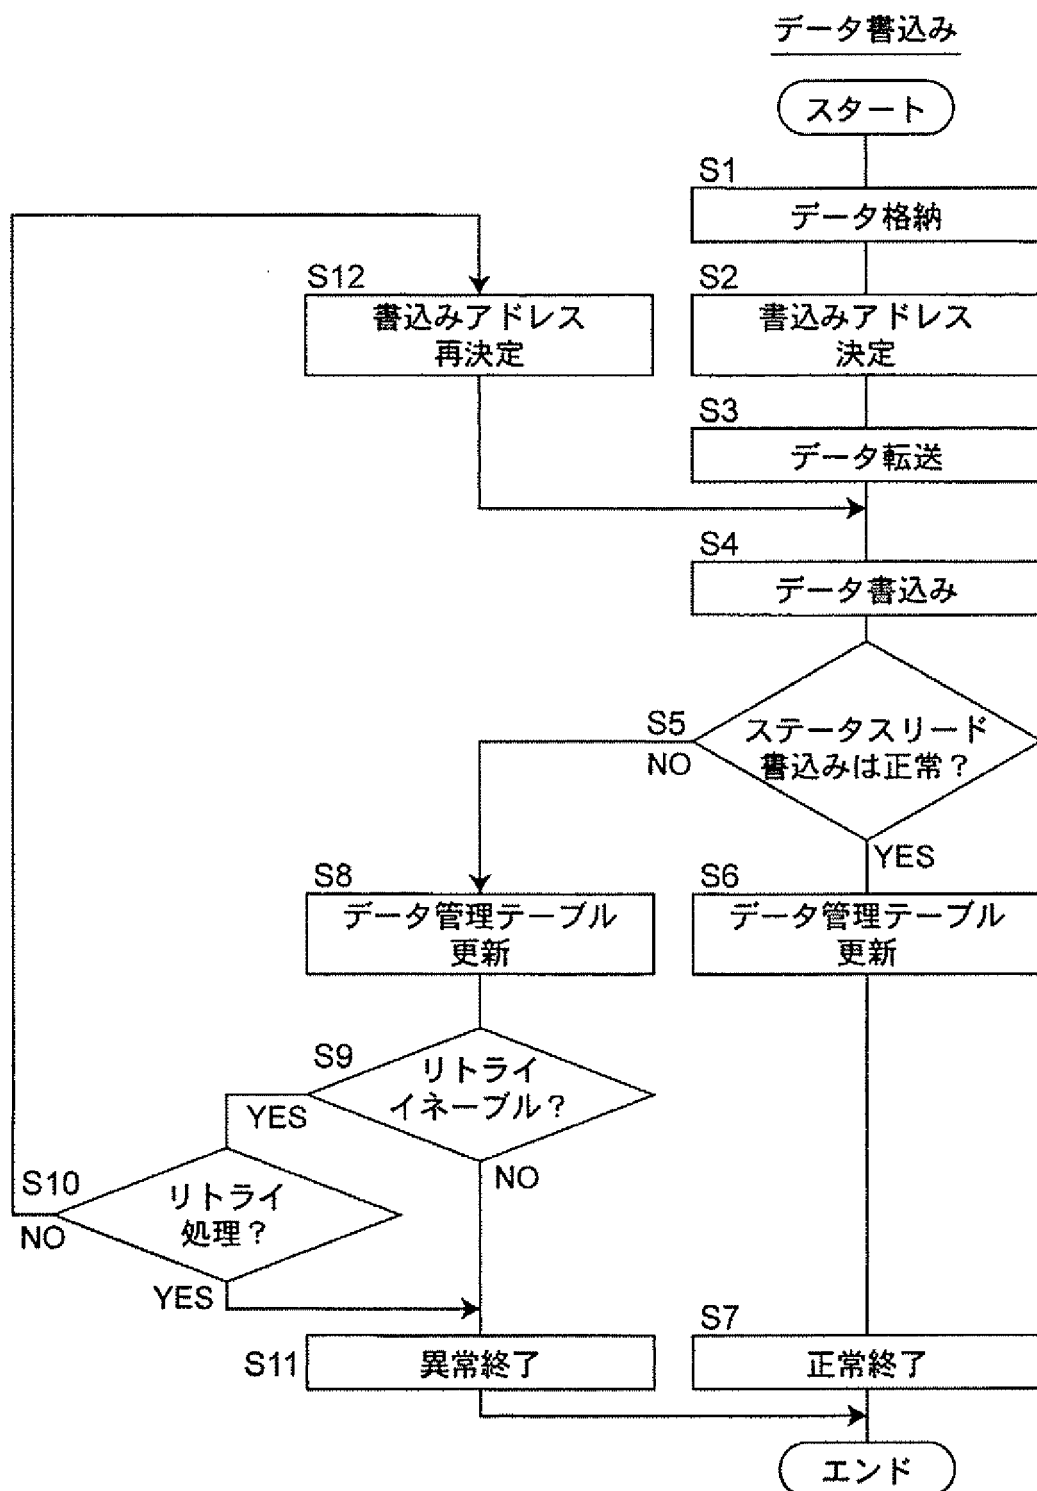 データ書込み
スタート
S1
データ格納
S12
書込みアドレス
再決定
S2
書込みアドレス
決定
S3
データ転送
S4
データ書込み
S5
NO
ステータスリード
書込みは正常？
YES
S8
データ管理テーブル
更新
S6
データ管理テーブル
更新
S9
リトライ
イネーブル？
YES
NO
S10
NO
リトライ
処理？
YES
S11
異常終了
S7
正常終了
エンド